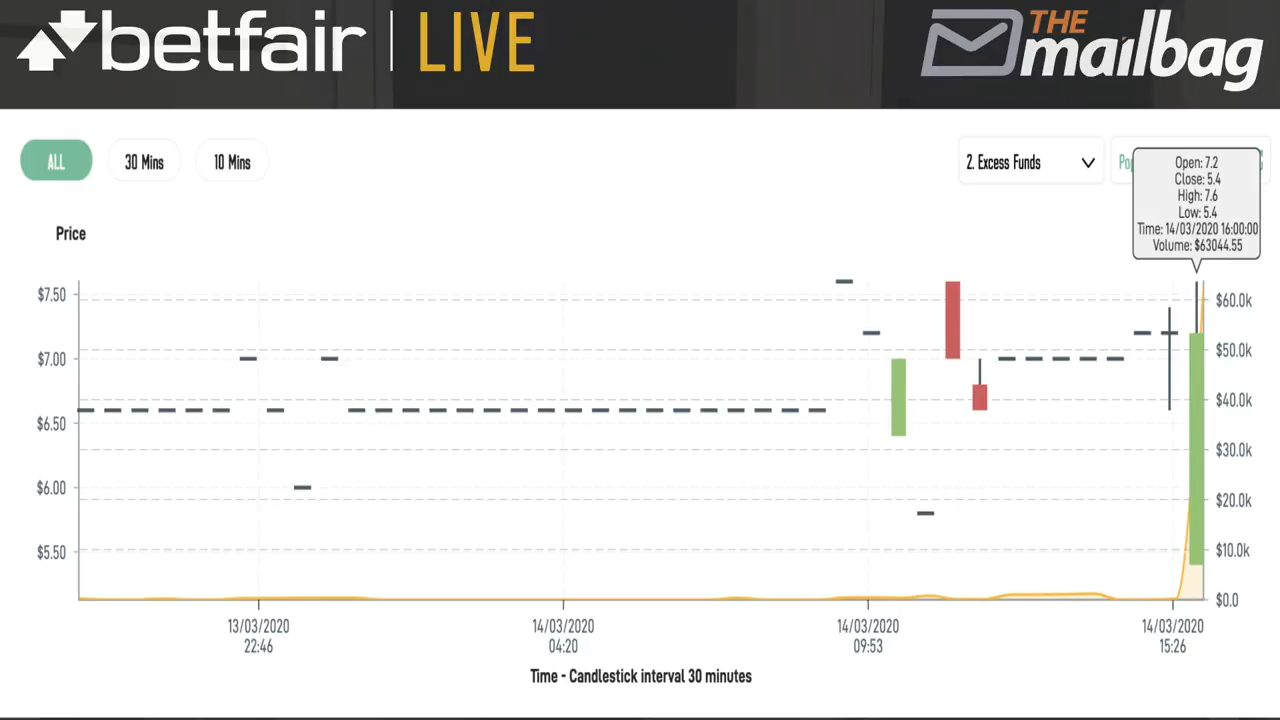 betfair | LIVE
THE
mailbag
ALL
30 Mins
10 Mins
2. Excess Funds
Open: 7.2
Close: 5.4
High: 7.6
Low: 5.4
Time: 14/03/2020 16:00:00
Volume: $63044.55
Price
$7.50
$7.00
$6.50
$6.00
$5.50
$60.0k
$50.0k
$40.0k
$30.0k
$20.0k
$10.0k
$0.0
13/03/2020
22:46
14/03/2020
04:20
14/03/2020
09:53
14/03/2020
15:26
Time - Candlestick interval 30 minutes